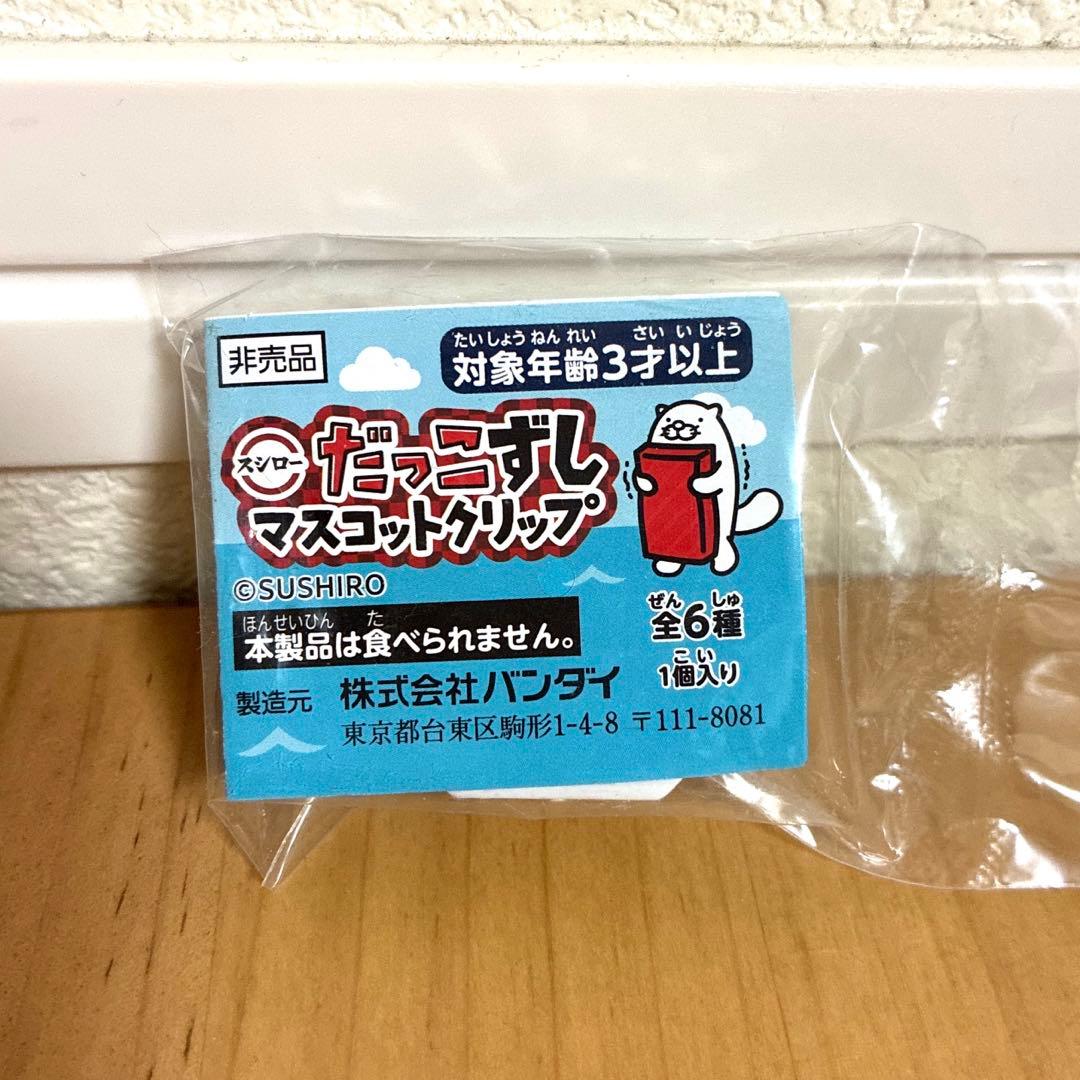 非売品
たいしょうねんれい さいいじょう
対象年齢3才以上
スシロー だっこずし
マスコットクリップ
©SUSHIRO
ほんせいひん た
本製品は食べられません。
ぜん しゅ
全6種
こい
1個入り
製造元 株式会社バンダイ
東京都台東区駒形1-4-8 〒111-8081